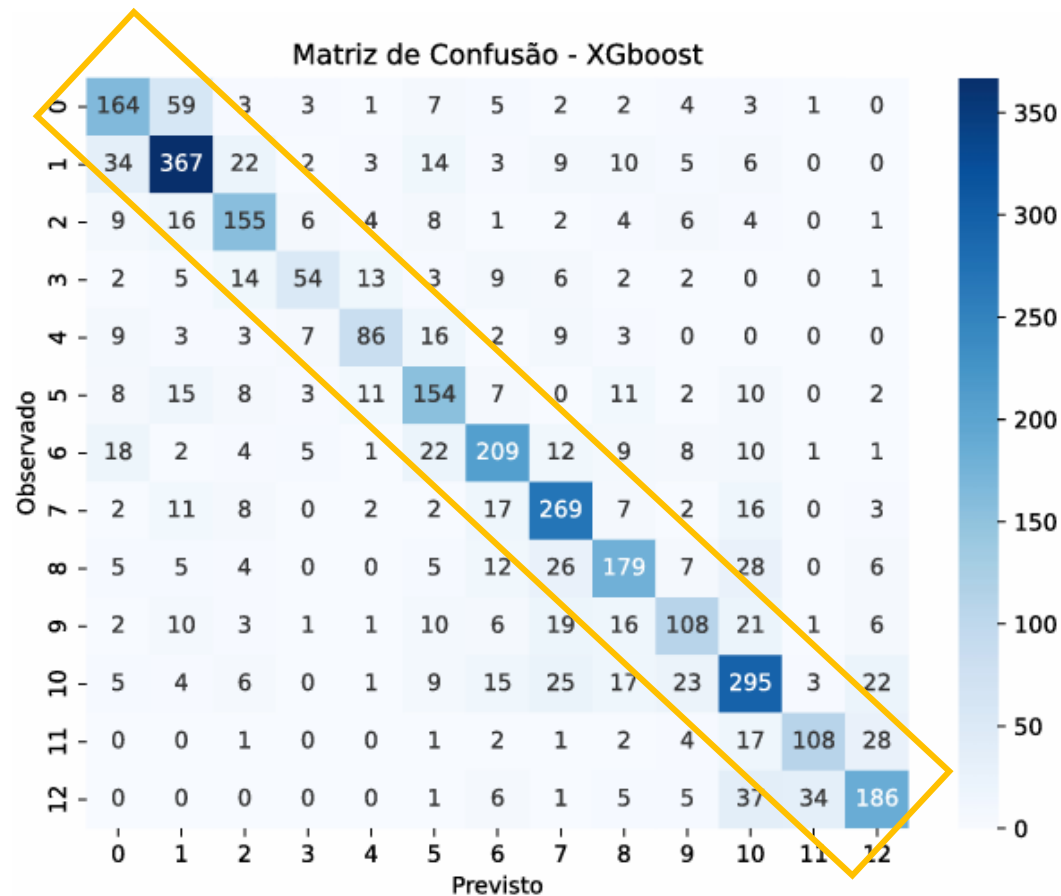 Matriz de Confusão - XGboost
0 164 59 3 3 1 7 5 2 2 4 3 1 0
1 34 367 22 2 3 14 3 9 10 5 6 0 0
2 9 16 155 6 4 8 1 2 4 6 4 0 1
3 2 5 14 54 13 3 9 6 2 2 0 0 1
4 9 3 3 7 86 16 2 9 3 0 0 0 0
5 8 15 8 3 11 154 7 0 11 2 10 0 2
6 18 2 4 5 1 22 209 12 9 8 10 1 1
7 2 11 8 0 2 2 17 269 7 2 16 0 3
8 5 5 4 0 0 5 12 26 179 7 28 0 6
9 2 10 3 1 1 10 6 19 16 108 21 1 6
10 5 4 6 0 1 9 15 25 17 23 295 3 22
11 0 0 1 0 0 1 2 1 2 4 17 108 28
12 0 0 0 0 0 1 6 1 5 5 37 34 186
0 1 2 3 4 5 6 7 8 9 10 11 12
Previsto
Observado
350
300
250
200
150
100
50
0